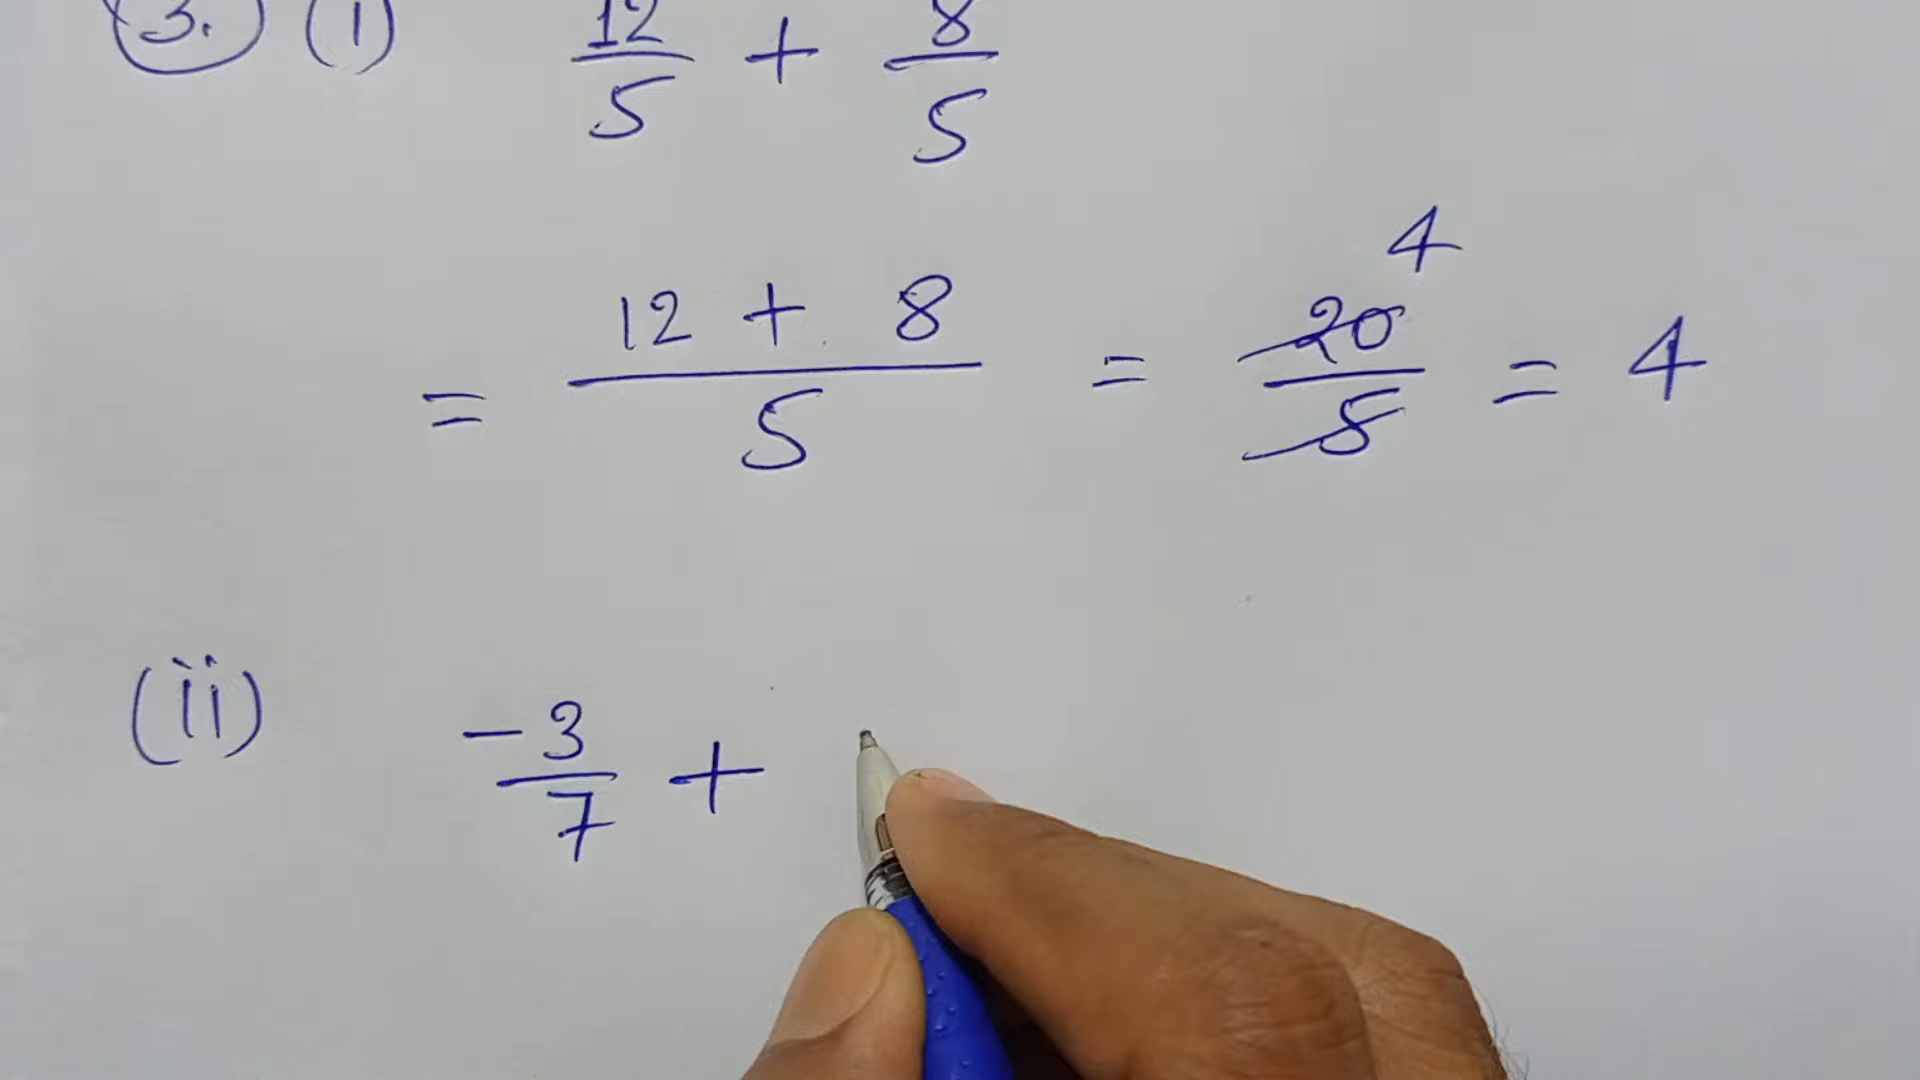 3. (i) 12/5 + 8/5
= 12 + 8/5 = 20/5 4 = 4
(ii) -3/7 +